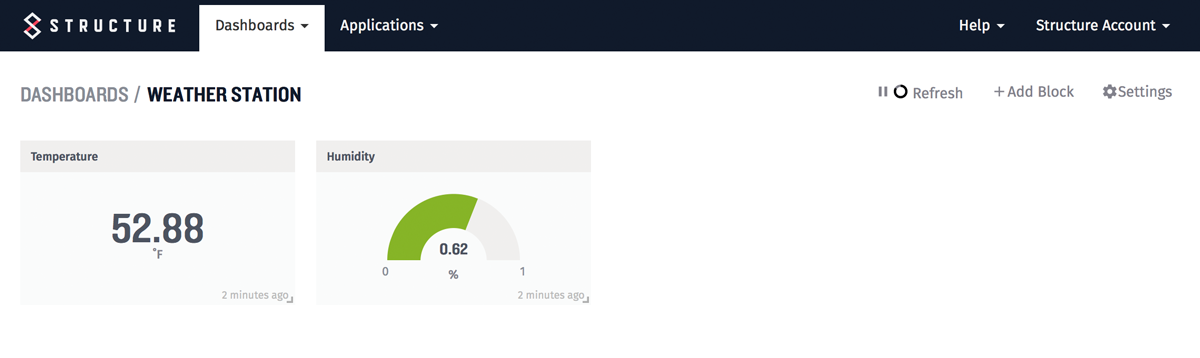 STRUCTURE Dashboards Applications Help Structure Account
DASHBOARDS / WEATHER STATION Refresh + Add Block Settings
Temperature
52.88
°F
2 minutes ago
Humidity
0.62
0 1
%
2 minutes ago